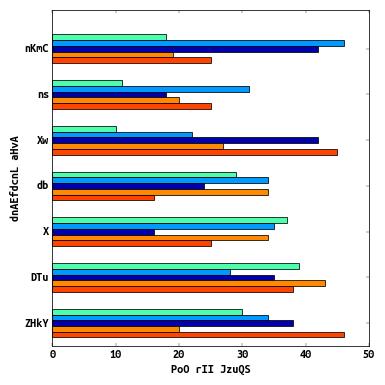 nKmC
ns
Xw
db
X
DTu
ZHkY
dnAEfdcnL aHvA
0 10 20 30 40 50
PoO rII JzuQS